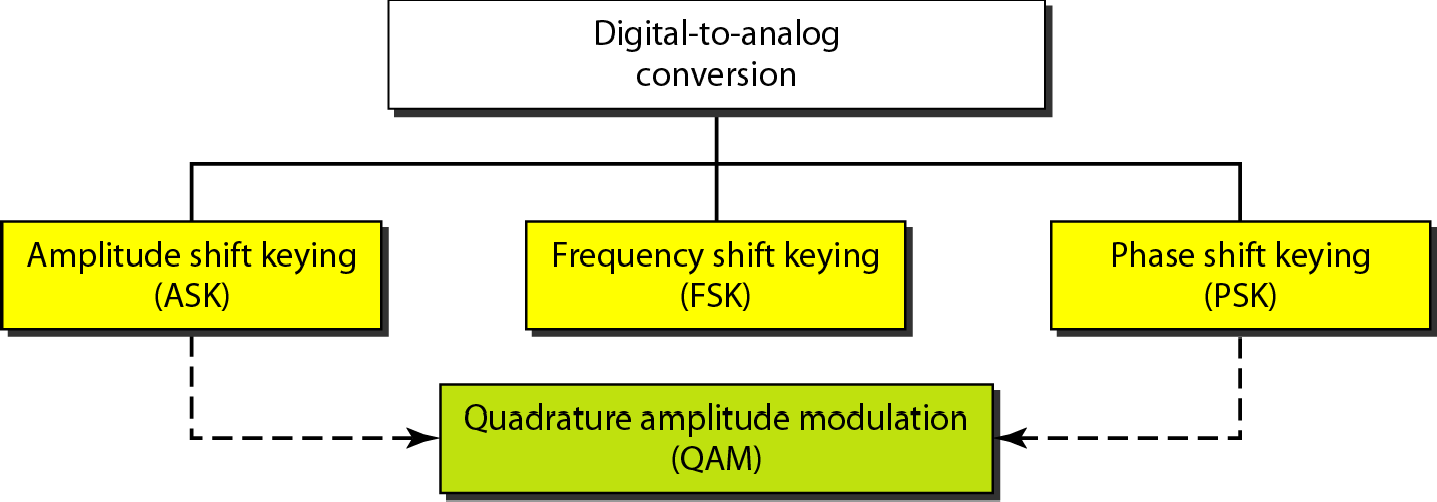 Digital-to-analog
conversion
Amplitude shift keying
(ASK)
Frequency shift keying
(FSK)
Phase shift keying
(PSK)
Quadrature amplitude modulation
(QAM)